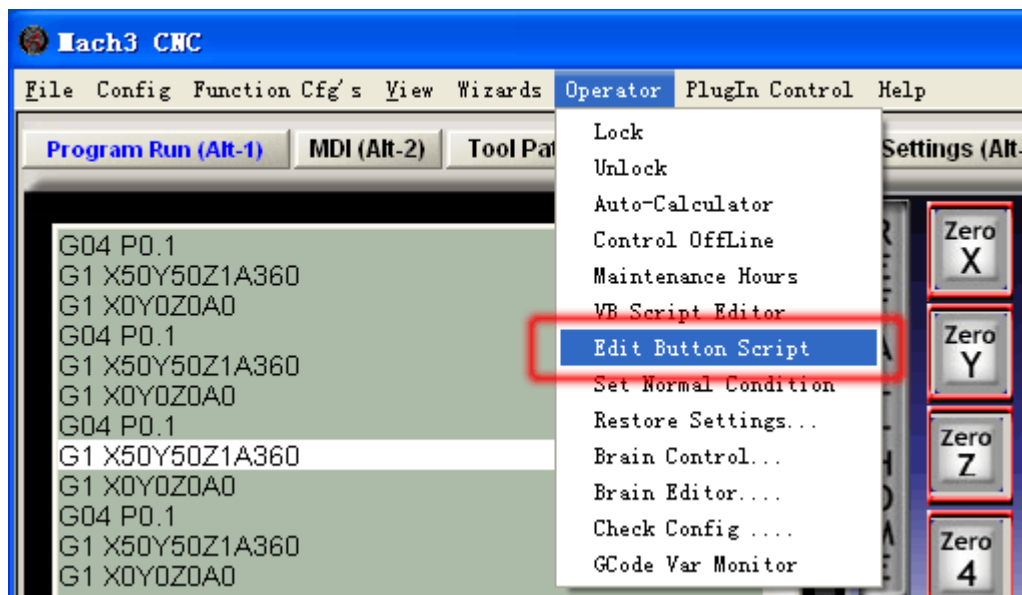 Mach3 CNC
File Config Function Cfg's View Wizards Operator PlugIn Control Help
Program Run (Alt-1) MDI (Alt-2) Tool Pat Settings (Alt-
Lock
Unlock
Auto-Calculator
Control OffLine
Maintenance Hours
VB Script Editor
Edit Button Script
Set Normal Condition
Restore Settings...
Brain Control...
Brain Editor....
Check Config ....
GCode Var Monitor
G04 P0.1
G1 X50Y50Z1A360
G1 X0Y0Z0A0
G04 P0.1
G1 X50Y50Z1A360
G1 X0Y0Z0A0
G04 P0.1
G1 X50Y50Z1A360
G1 X0Y0Z0A0
G04 P0.1
G1 X50Y50Z1A360
G1 X0Y0Z0A0
Zero
X
Zero
Y
Zero
Z
Zero
4